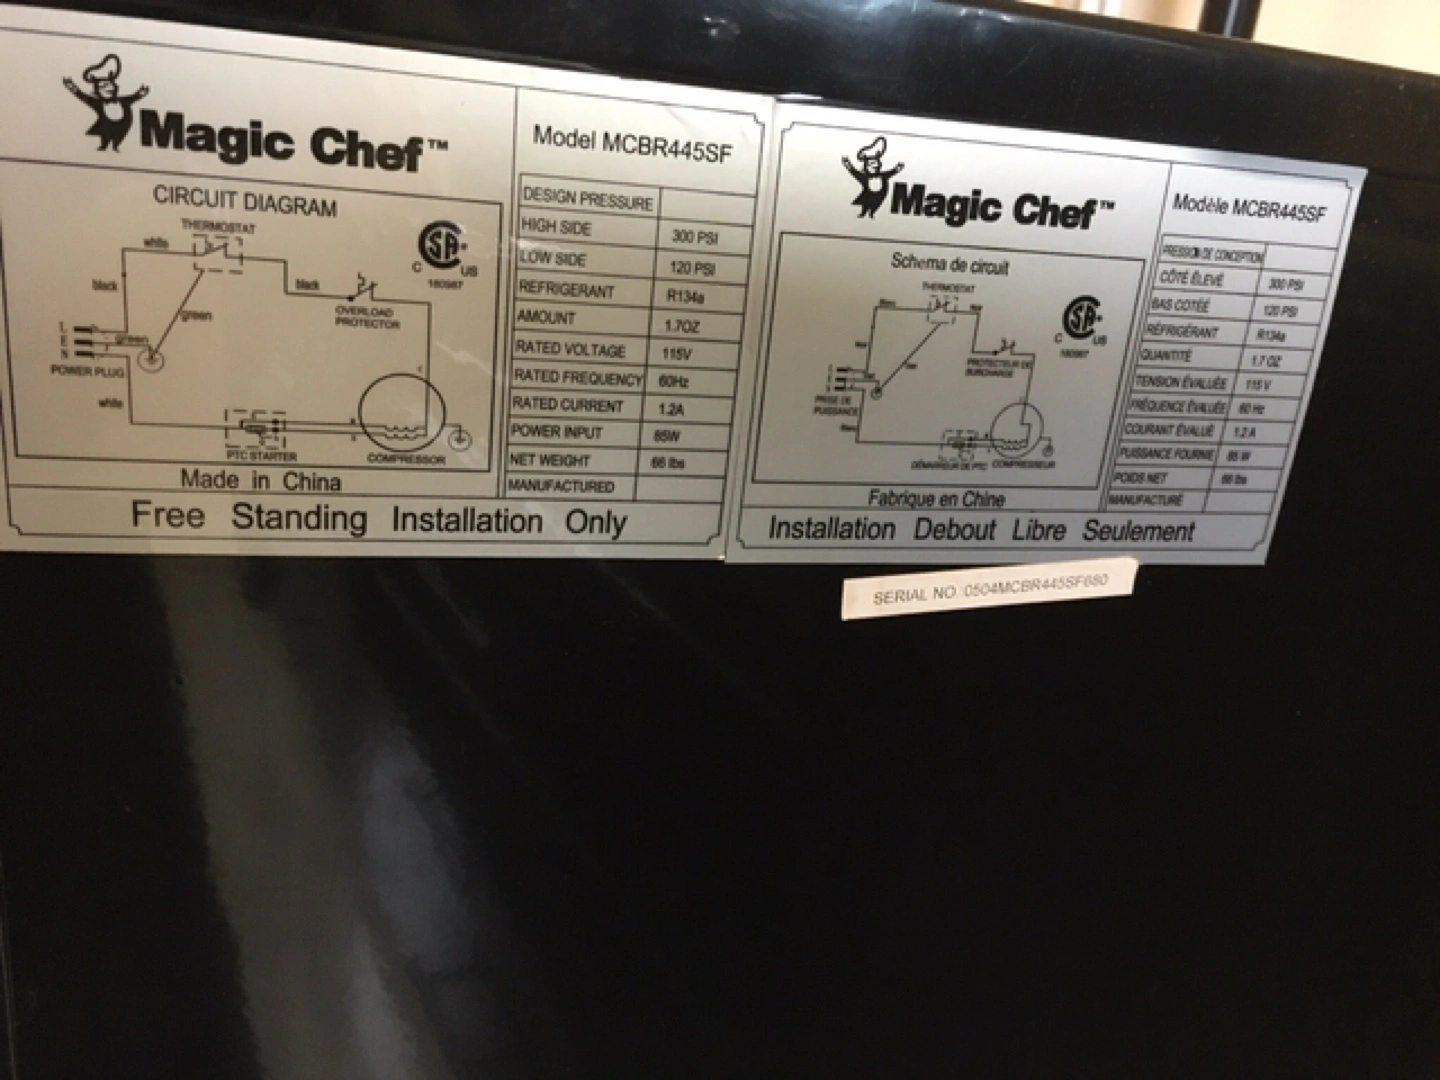 Magic Chef™
Model MCBR445SF
CIRCUIT DIAGRAM
THERMOSTAT
white
black
black
green
green
OVERLOAD
PROTECTOR
L
E
N
POWER PLUG
white
PTC STARTER
COMPRESSOR
C US
180987
DESIGN PRESSURE
HIGH SIDE 300 PSI
LOW SIDE 120 PSI
REFRIGERANT R134a
AMOUNT 1.7OZ
RATED VOLTAGE 115V
RATED FREQUENCY 60Hz
RATED CURRENT 1.2A
POWER INPUT 85W
NET WEIGHT 66 lbs
MANUFACTURED
Made in China
Free Standing Installation Only
Magic Chef™
Modèle MCBR445SF
Schema de circuit
THERMOSTAT
PROTECTEUR DE
SURCHARGE
PRISE DE
PUISSANCE
DÉMARREUR DE PTC
COMPRESSEUR
C US
180987
PRESSION DE CONCEPTION
CÔTÉ ÉLEVÉ 300 PSI
BAS COTÉÉ 120 PSI
RÉFRIGÉRANT R134a
QUANTITÉ 1.7 OZ
TENSION ÉVALUÉE 115 V
FRÉQUENCE ÉVALUÉE 60 Hz
COURANT ÉVALUÉ 1.2 A
PUISSANCE FOURNIE 85 W
POIDS NET 66 lbs
MANUFACTURÉ
Fabrique en Chine
Installation Debout Libre Seulement
SERIAL NO.:0504MCBR445SF680